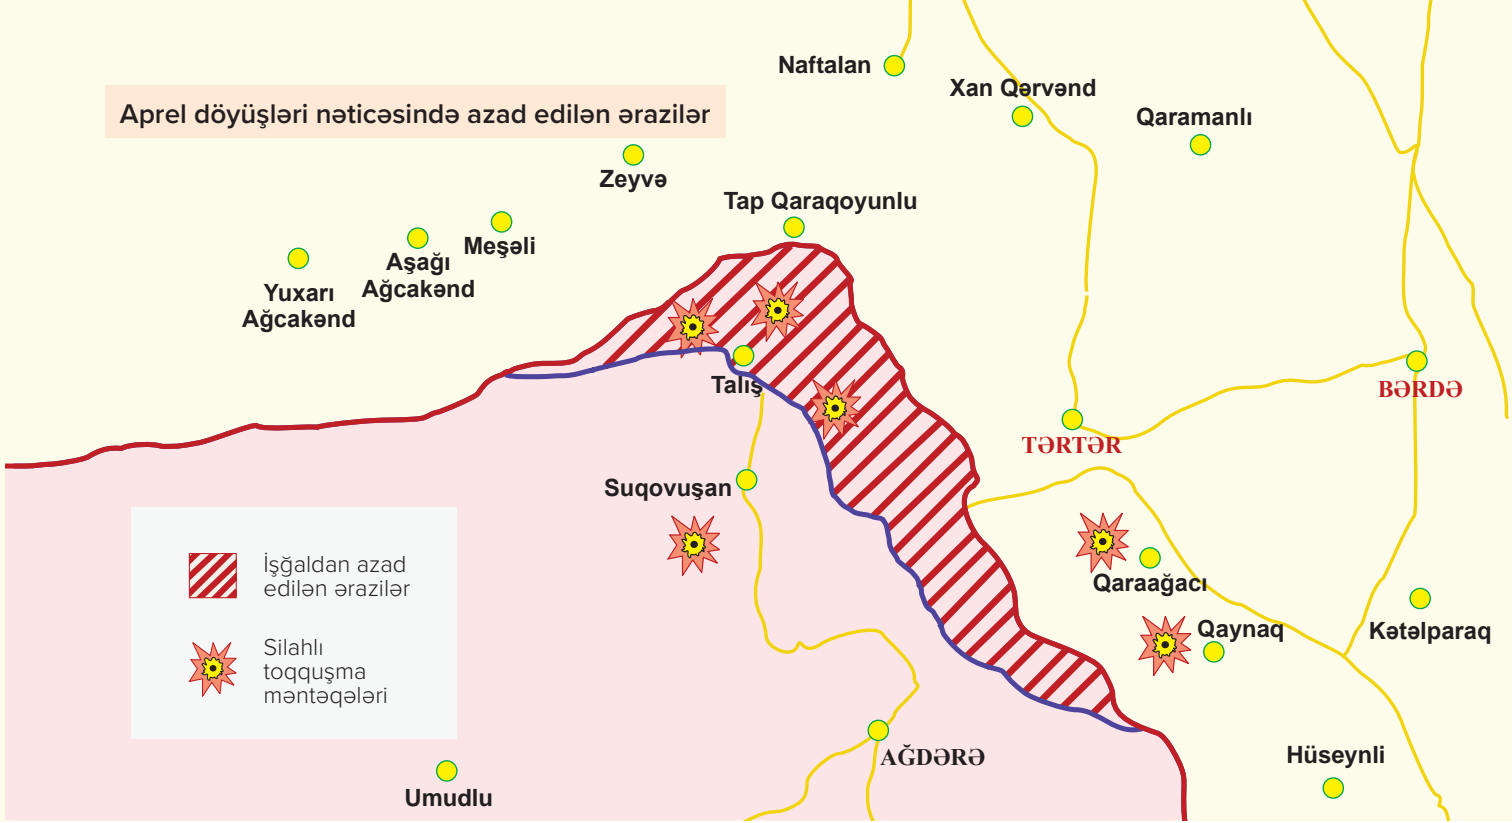 Naftalan
Xan Qərvənd
Aprel döyüşləri nəticəsində azad edilən ərazilər
Qaramanlı
Zeyvə
Tap Qaraqoyunlu
Meşəli
Aşağı
Ağcakənd
Yuxarı
Ağcakənd
Talış
BƏRDƏ
TƏRTƏR
Suqovuşan
İşğaldan azad
edilən ərazilər
Qaraağacı
Qaynaq
Kətəlparaq
Silahlı
toqquşma
məntəqələri
AĞDƏRƏ
Hüseynli
Umudlu